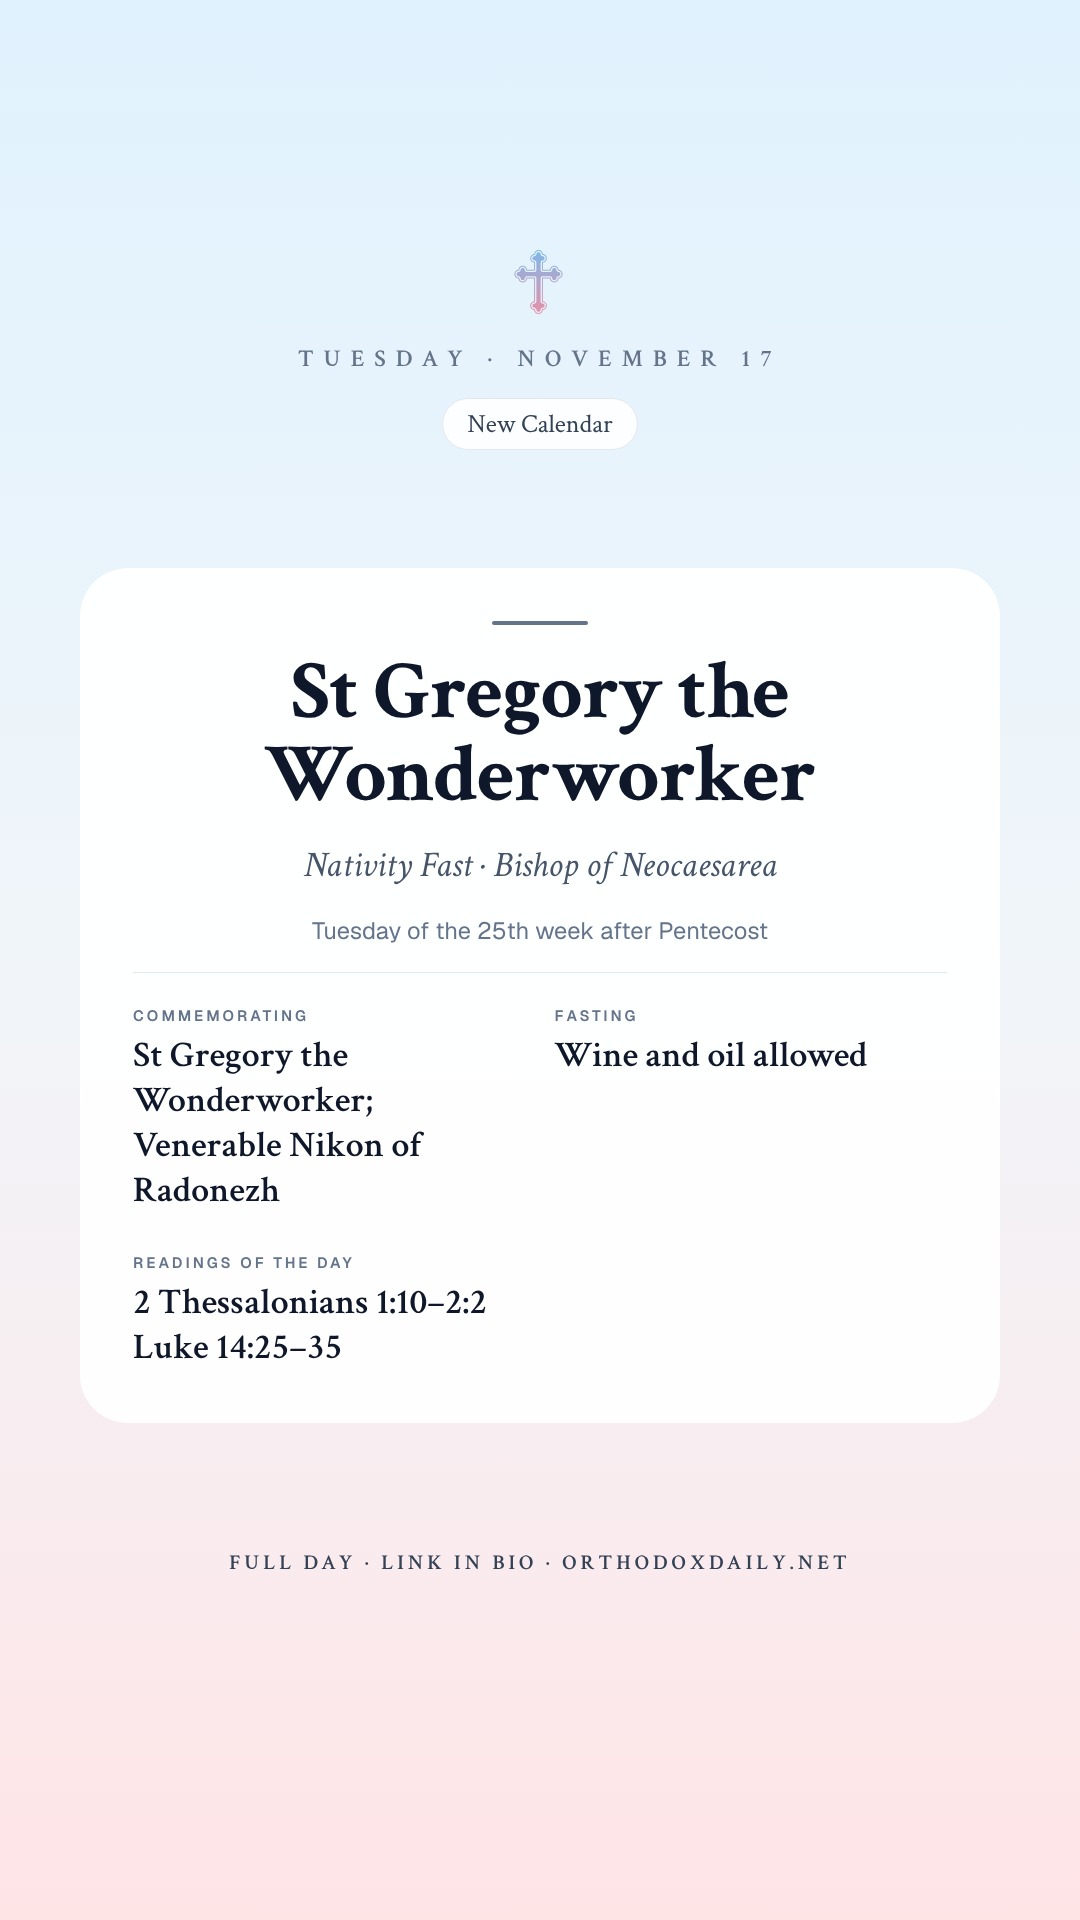 TUESDAY · NOVEMBER 17
New Calendar
St Gregory the
Wonderworker
Nativity Fast · Bishop of Neocaesarea
Tuesday of the 25th week after Pentecost
COMMEMORATING
St Gregory the
Wonderworker;
Venerable Nikon of
Radonezh
FASTING
Wine and oil allowed
READINGS OF THE DAY
2 Thessalonians 1:10–2:2
Luke 14:25–35
FULL DAY · LINK IN BIO · ORTHODOXDAILY.NET